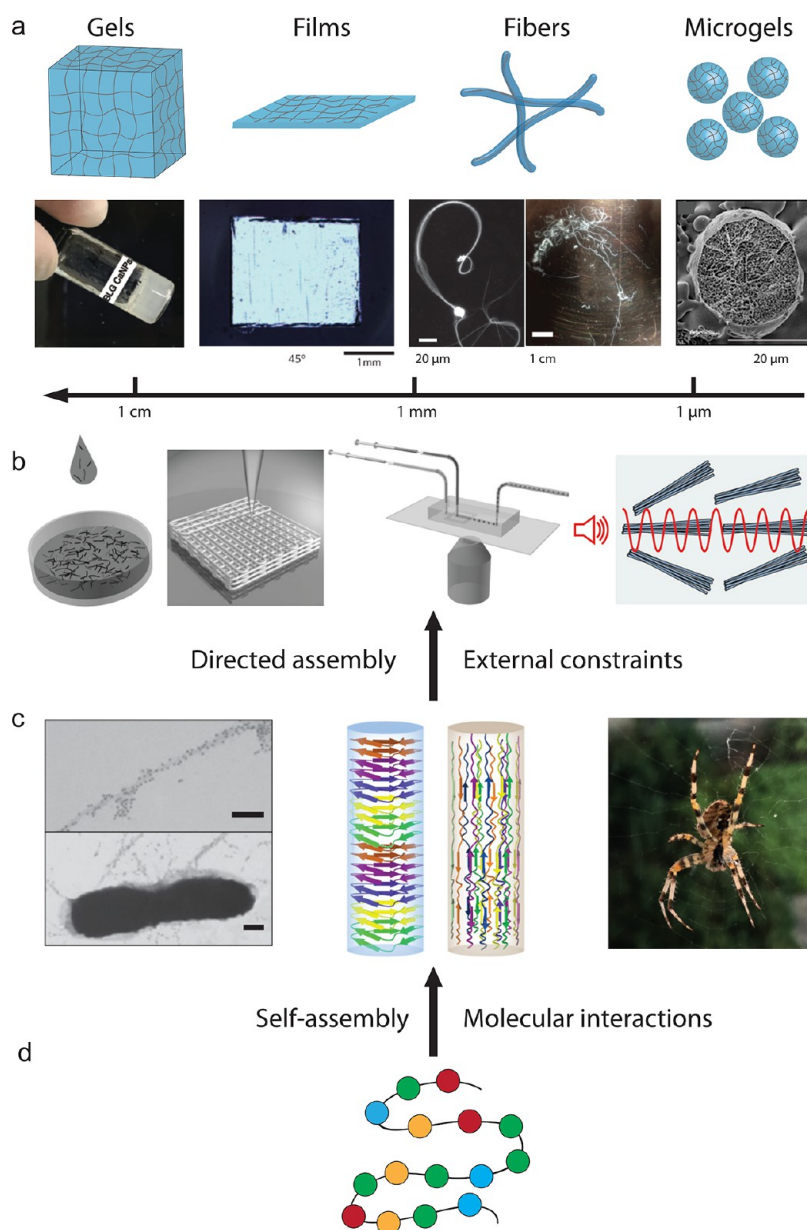 a
Gels
Films
Fibers
Microgels
BLG CaNPs
45°
1mm
20 µm
1 cm
20 µm
1 cm
1 mm
1 µm
b
Directed assembly
External constraints
c
Self-assembly
Molecular interactions
d